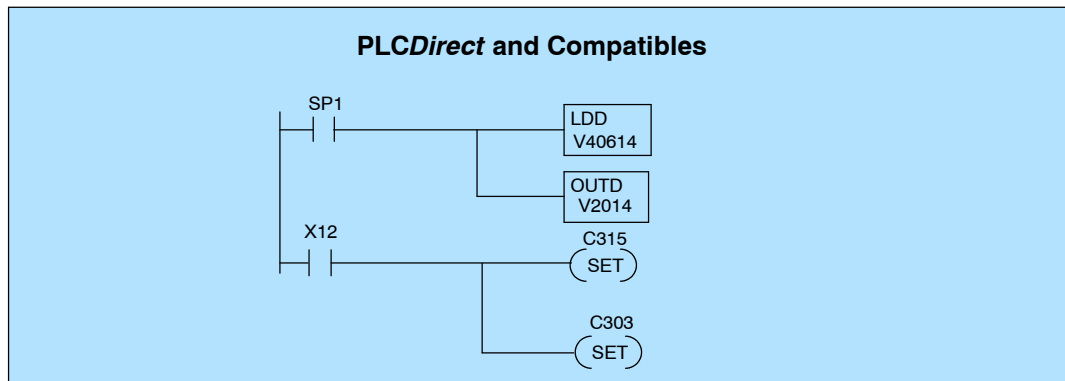 PLCDirect and Compatibles
SP1
LDD
V40614
OUTD
V2014
X12
C315
SET
C303
SET